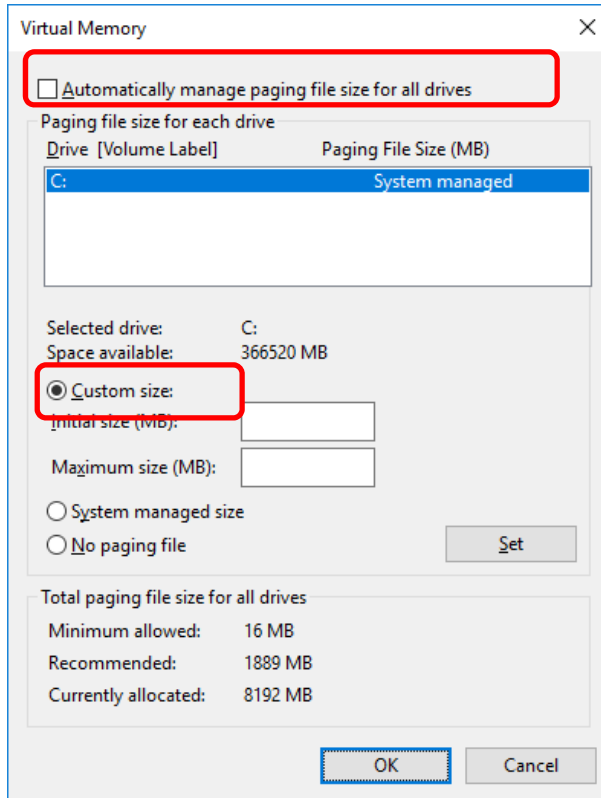 Virtual Memory
Automatically manage paging file size for all drives
Paging file size for each drive
Drive [Volume Label] Paging File Size (MB)
C: System managed
Selected drive: C:
Space available: 366520 MB
Custom size:
Initial size (MB):
Maximum size (MB):
System managed size
No paging file Set
Total paging file size for all drives
Minimum allowed: 16 MB
Recommended: 1889 MB
Currently allocated: 8192 MB
OK Cancel